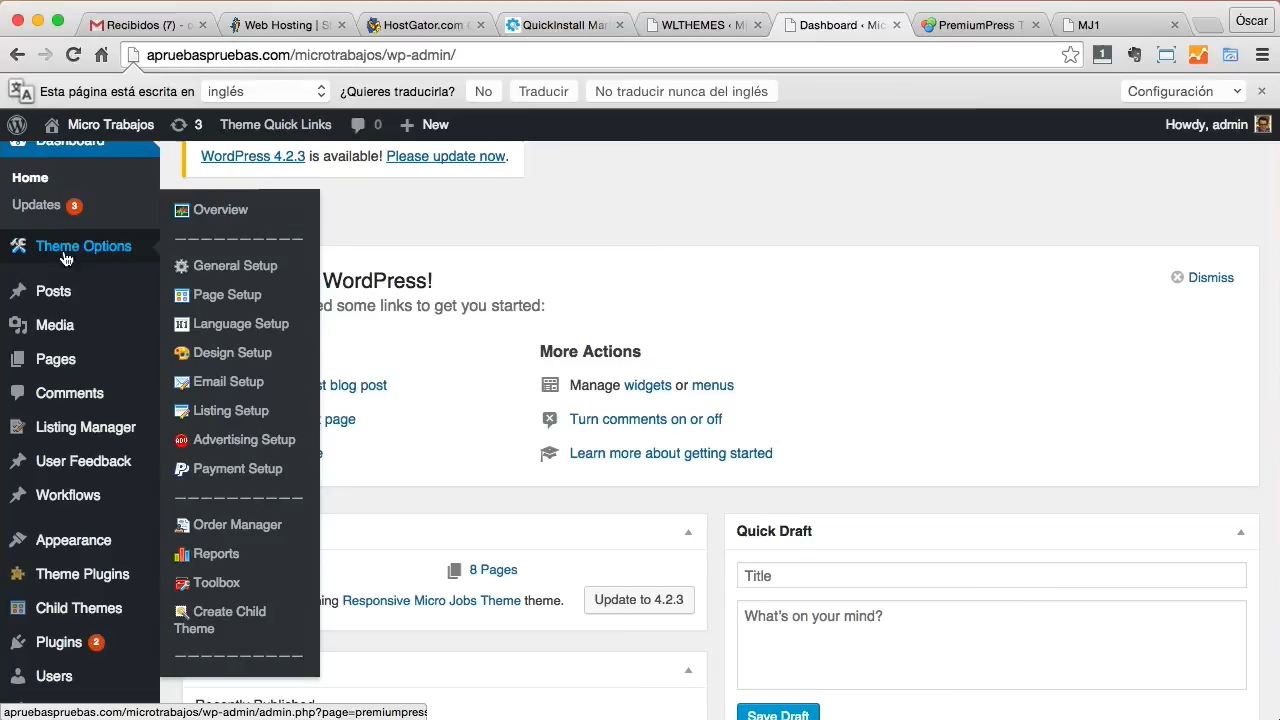 Recibidos (7) - c
Web Hosting | S
HostGator.com
QuickInstall Ma
WLTHEMES ‹ M
Dashboard ‹ Mic
PremiumPress T
MJ1
Óscar
apruebaspruebas.com/microtrabajos/wp-admin/
1
Esta página está escrita en
inglés
¿Quieres traducirla?
No
Traducir
No traducir nunca del inglés
Configuración
Micro Trabajos
3
Theme Quick Links
0
New
Howdy, admin
Dashboard
Home
Updates 3
Theme Options
Posts
Media
Pages
Comments
Listing Manager
User Feedback
Workflows
Appearance
Theme Plugins
Child Themes
Plugins 2
Users
Overview
General Setup
Page Setup
Language Setup
Design Setup
Email Setup
Listing Setup
Advertising Setup
Payment Setup
Order Manager
Reports
Toolbox
Create Child
Theme
WordPress 4.2.3 is available! Please update now.
WordPress!
some links to get you started:
Dismiss
More Actions
blog post
page
Manage widgets or menus
Turn comments on or off
Learn more about getting started
8 Pages
Responsive Micro Jobs Theme theme.
Update to 4.2.3
Quick Draft
Title
What's on your mind?
Save Draft
Recently Published
apruebaspruebas.com/microtrabajos/wp-admin/admin.php?page=premiumpress